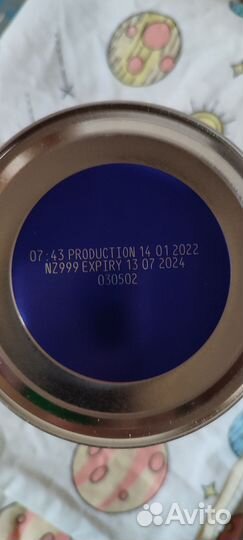 07:43 PRODUCTION 14 01 2022
NZ999 EXPIRY 13 07 2024
030502
Avito